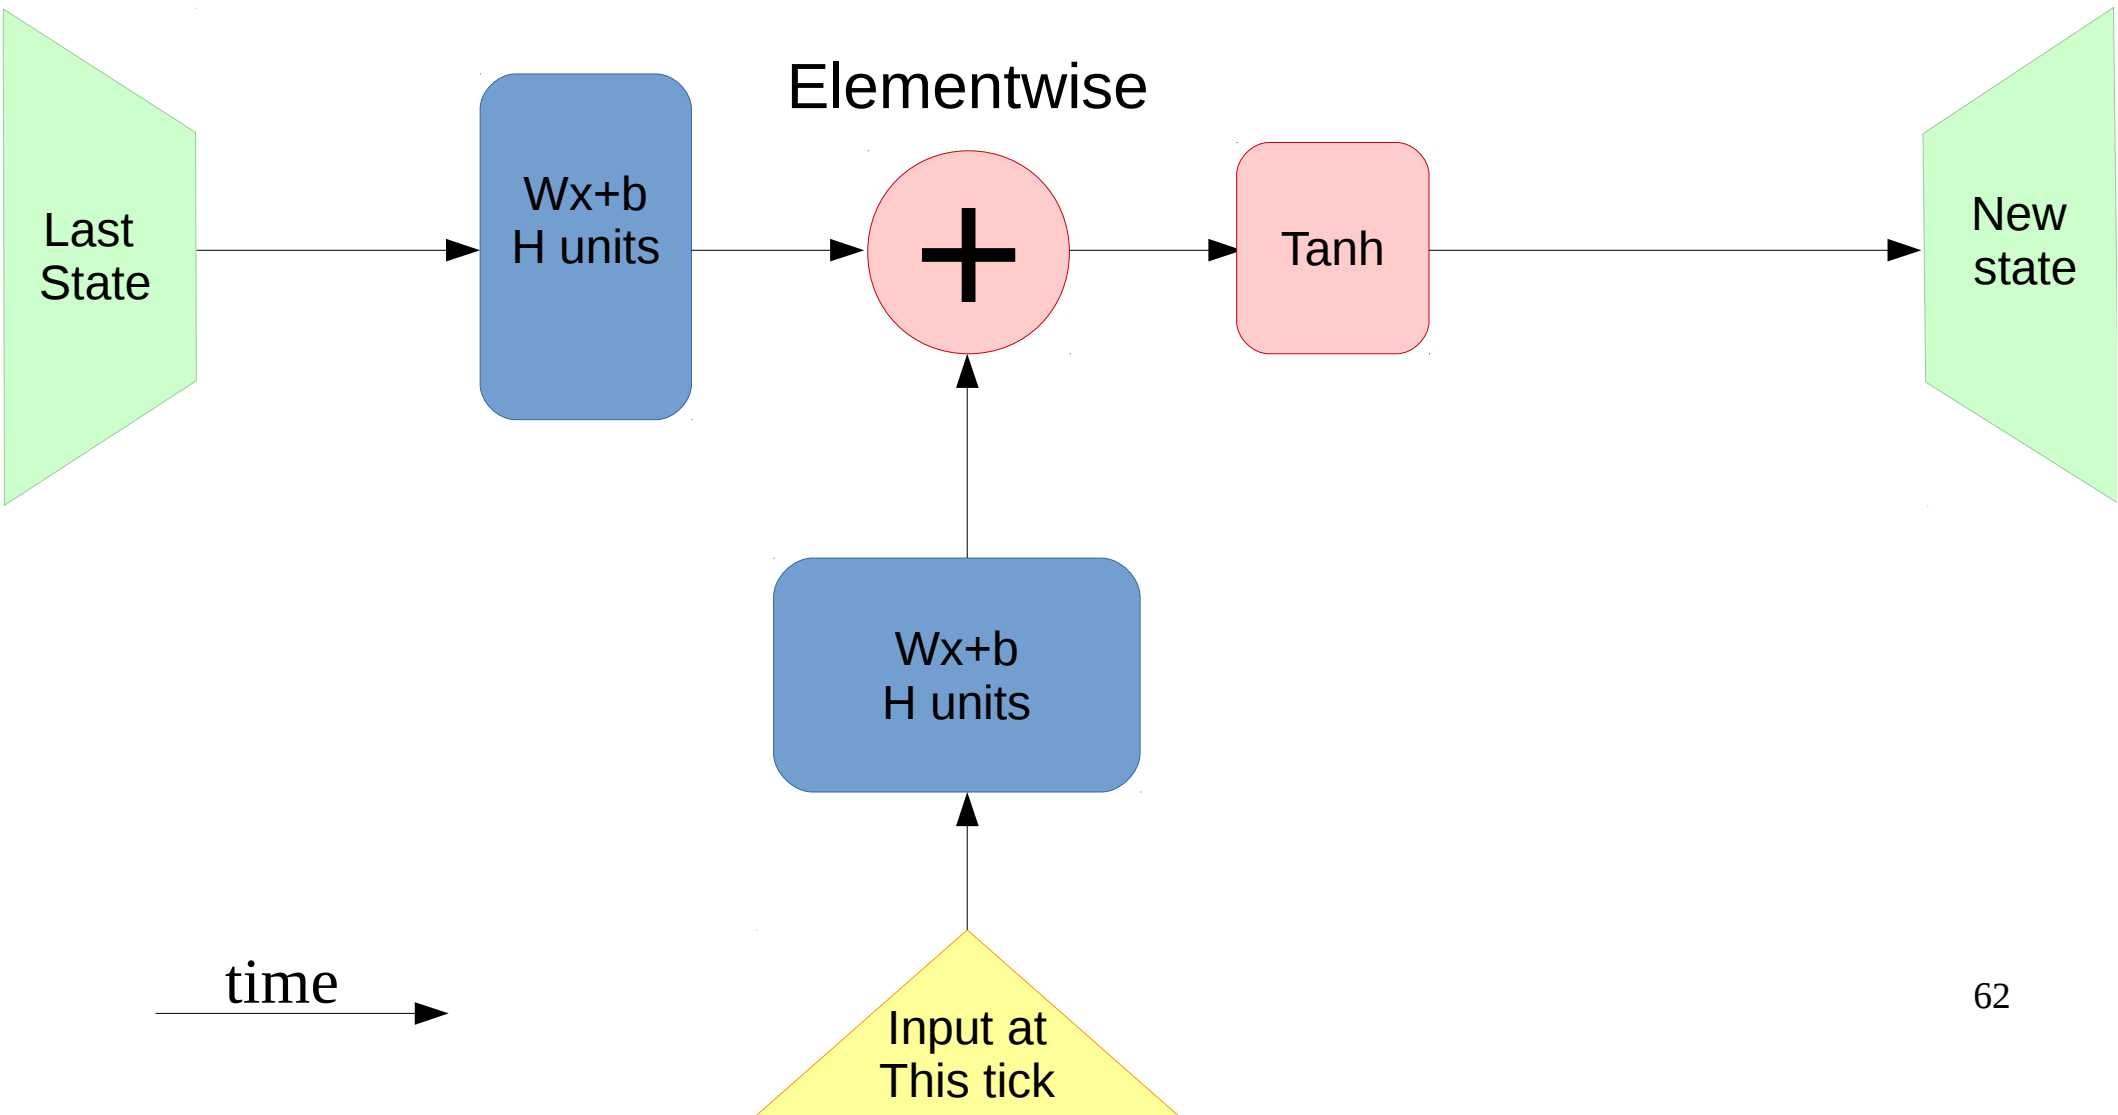 Elementwise
Last
State
Wx+b
H units
Tanh
New
state
Wx+b
H units
time
Input at
This tick
62